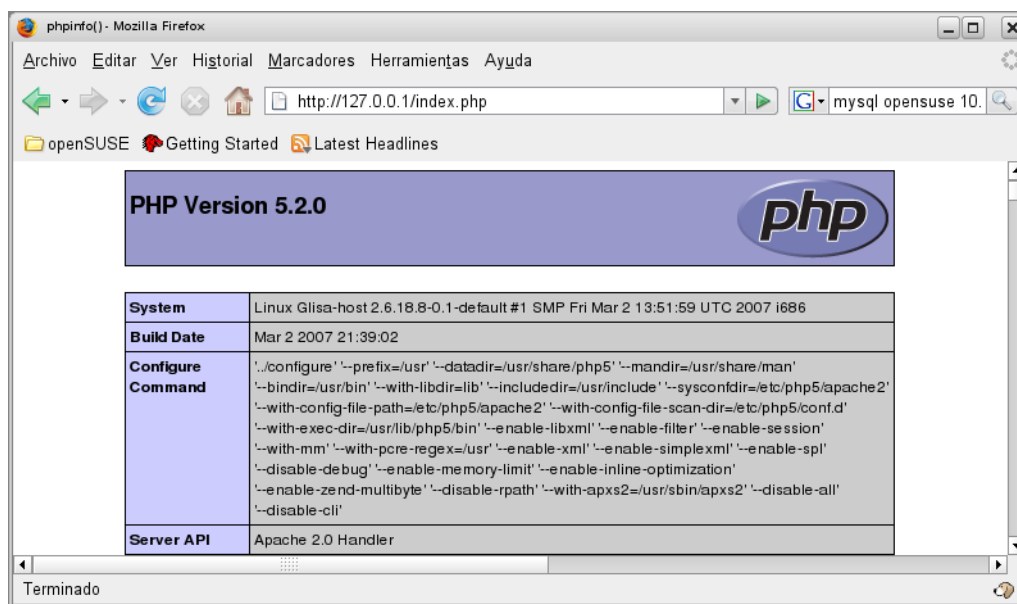 phpinfo() - Mozilla Firefox
Archivo Editar Ver Historial Marcadores Herramientas Ayuda
http://127.0.0.1/index.php
G
mysql opensuse 10.
openSUSE Getting Started Latest Headlines
PHP Version 5.2.0
php
System Linux Glisa-host 2.6.18.8-0.1-default #1 SMP Fri Mar 2 13:51:59 UTC 2007 i686
Build Date Mar 2 2007 21:39:02
Configure Command '../configure' '--prefix=/usr' '--datadir=/usr/share/php5' '--mandir=/usr/share/man'
'--bindir=/usr/bin' '--with-libdir=lib' '--includedir=/usr/include' '--sysconfdir=/etc/php5/apache2'
'--with-config-file-path=/etc/php5/apache2' '--with-config-file-scan-dir=/etc/php5/conf.d'
'--with-exec-dir=/usr/lib/php5/bin' '--enable-libxml' '--enable-filter' '--enable-session'
'--with-mm' '--with-pcre-regex=/usr' '--enable-xml' '--enable-simplexml' '--enable-spl'
'--disable-debug' '--enable-memory-limit' '--enable-inline-optimization'
'--enable-zend-multibyte' '--disable-rpath' '--with-apxs2=/usr/sbin/apxs2' '--disable-all'
'--disable-cli'
Server API Apache 2.0 Handler
Terminado